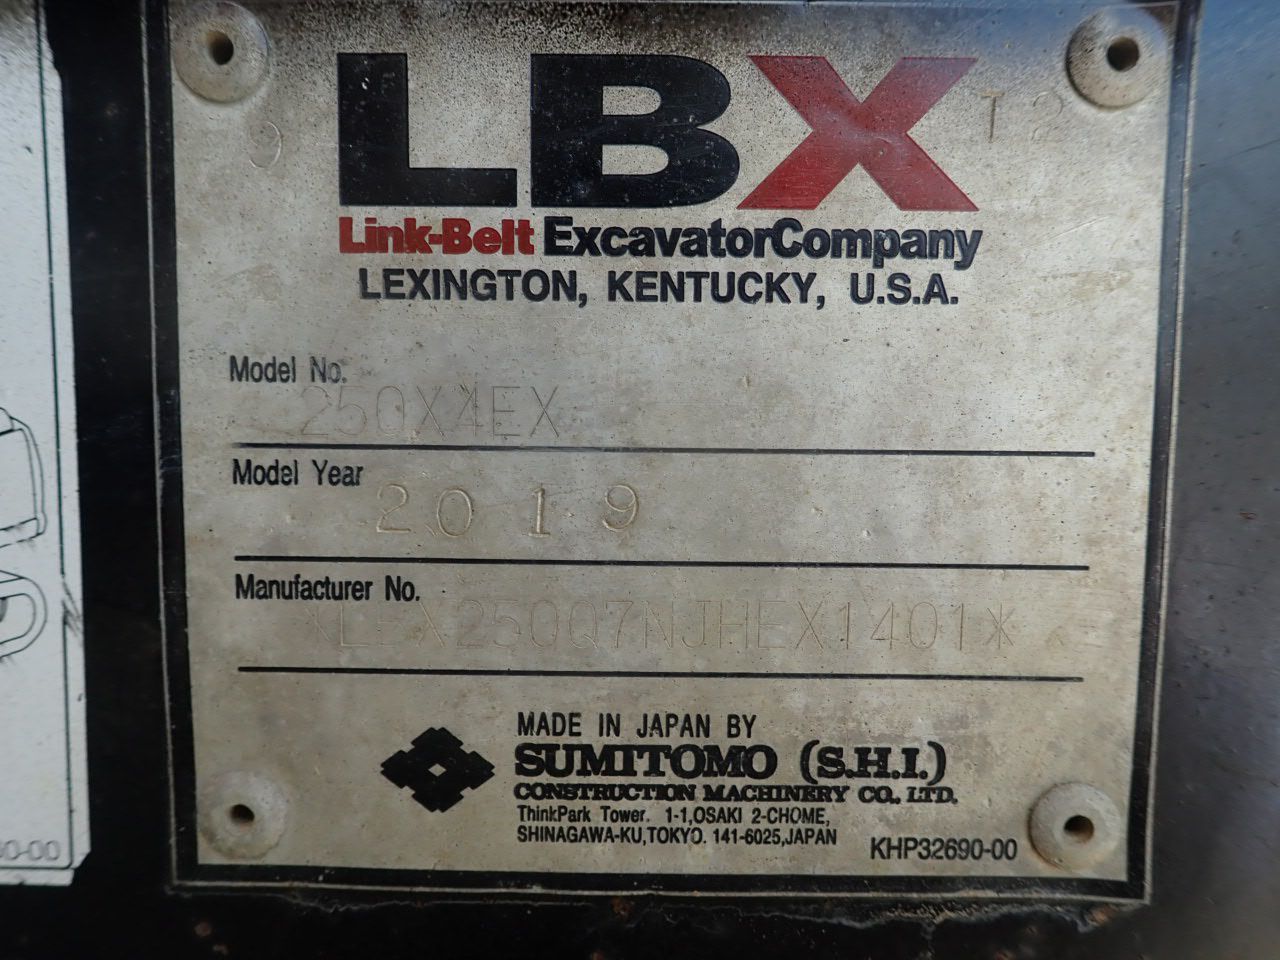 LBX
9
T2
Link-Belt ExcavatorCompany
LEXINGTON, KENTUCKY, U.S.A.
Model No.
250X4EX
Model Year
2019
Manufacturer No.
*LBX250Q7NJHEX1401*
MADE IN JAPAN BY
SUMITOMO (S.H.I.)
CONSTRUCTION MACHINERY CO., LTD.
ThinkPark Tower. 1-1,OSAKI 2-CHOME,
SHINAGAWA-KU,TOKYO. 141-6025,JAPAN
KHP32690-00